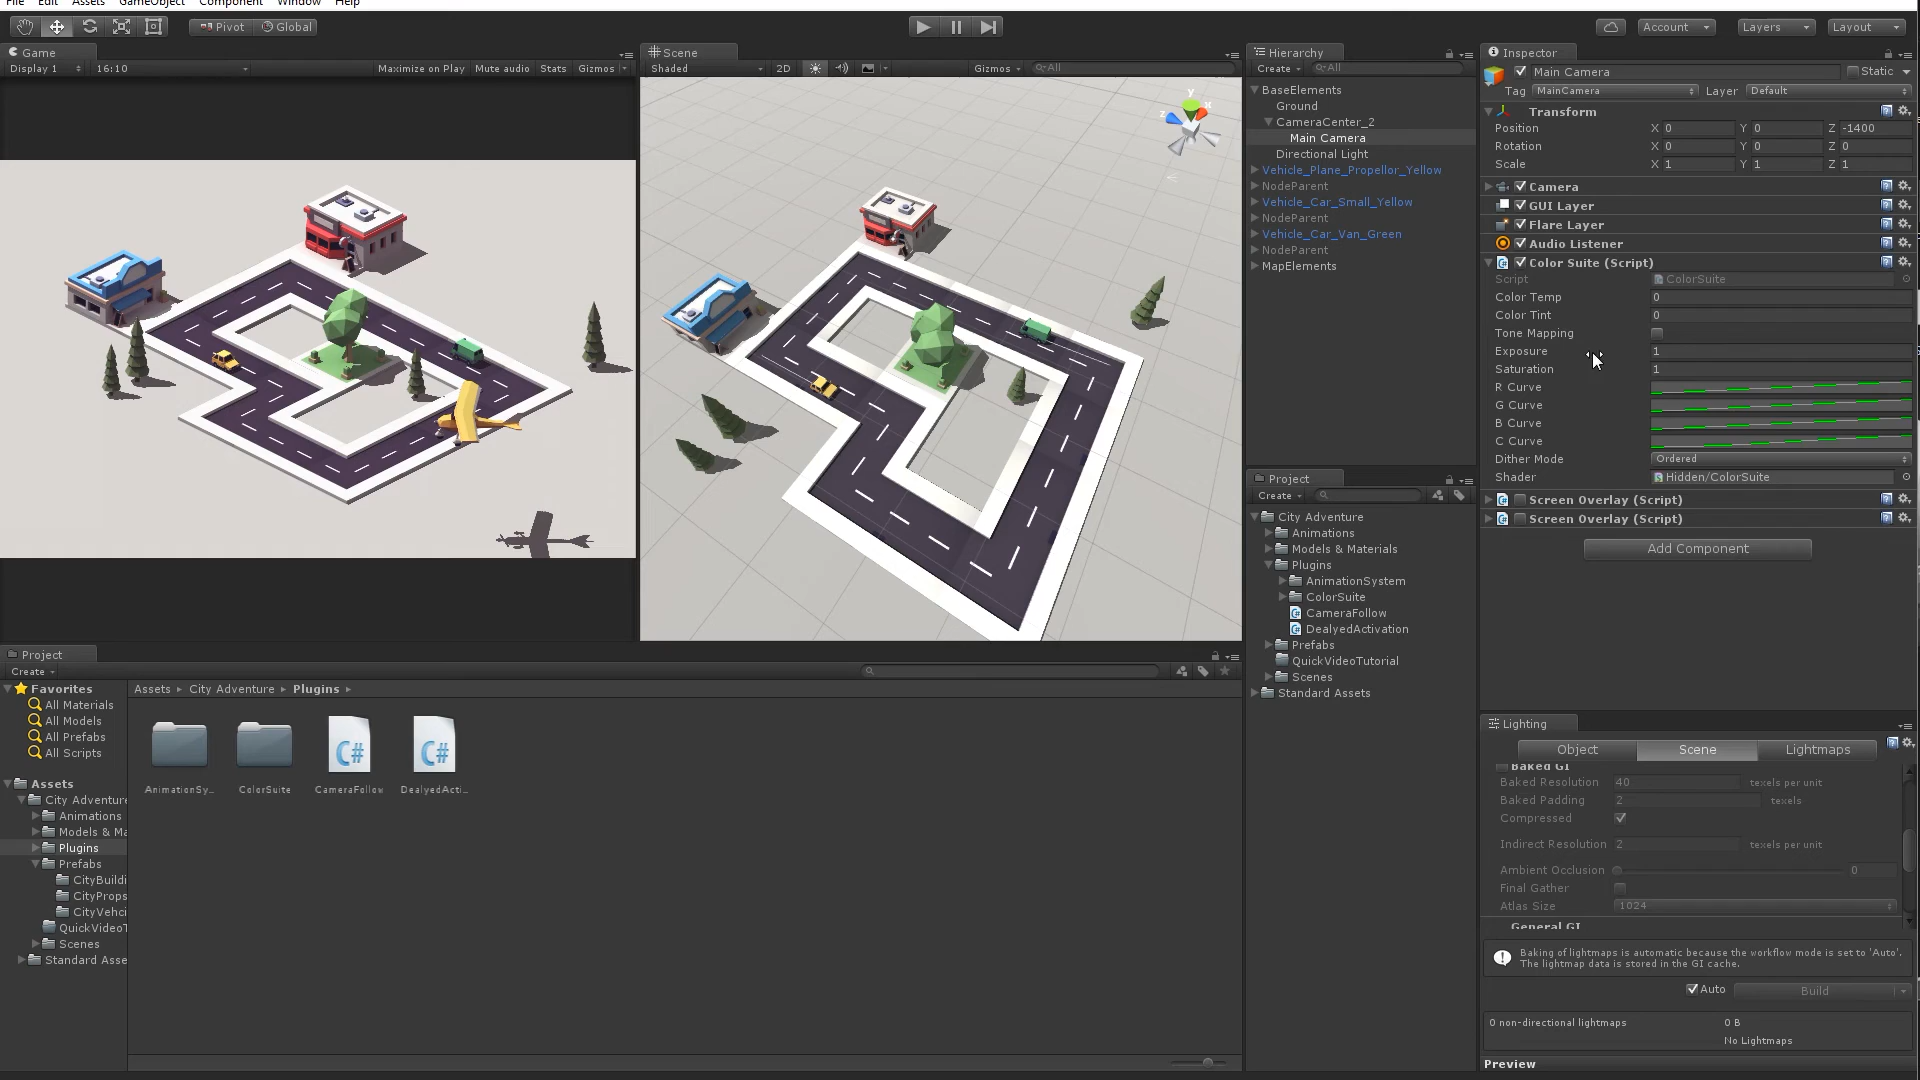 File Edit Assets GameObject Component Window Help
Pivot Global Account Layers Layout
Game
Display 1 16:10 Maximize on Play Mute audio Stats Gizmos
Scene
Shaded 2D Gizmos All
y
x
z
Hierarchy
Create All
BaseElements
Ground
CameraCenter_2
Main Camera
Directional Light
Vehicle_Plane_Propellor_Yellow
NodeParent
Vehicle_Car_Small_Yellow
NodeParent
Vehicle_Car_Van_Green
NodeParent
MapElements
Project
Create
City Adventure
Animations
Models & Materials
Plugins
AnimationSystem
ColorSuite
CameraFollow
DealyedActivation
Prefabs
QuickVideoTutorial
Scenes
Standard Assets
Inspector
Main Camera Static
Tag MainCamera Layer Default
Transform
Position X 0 Y 0 Z -1400
Rotation X 0 Y 0 Z 0
Scale X 1 Y 1 Z 1
Camera
GUI Layer
Flare Layer
Audio Listener
Color Suite (Script)
Script ColorSuite
Color Temp 0
Color Tint 0
Tone Mapping
Exposure 1
Saturation 1
R Curve
G Curve
B Curve
C Curve
Dither Mode Ordered
Shader Hidden/ColorSuite
Screen Overlay (Script)
Screen Overlay (Script)
Add Component
Project
Create
Favorites
All Materials
All Models
All Prefabs
All Scripts
Assets
City Adventure
Animations
Models & Ma
Plugins
Prefabs
CityBuildi
CityProps
CityVehci
QuickVideoT
Scenes
Standard Asse
Assets City Adventure Plugins
AnimationSy...
ColorSuite
CameraFollow
DealyedActi...
Lighting
Object Scene Lightmaps
Baked GI
Baked Resolution 40 texels per unit
Baked Padding 2 texels
Compressed
Indirect Resolution 2 texels per unit
Ambient Occlusion 0
Final Gather
Atlas Size 1024
General GI
Baking of lightmaps is automatic because the workflow mode is set to 'Auto'.
The lightmap data is stored in the GI cache.
Auto Build
0 non-directional lightmaps 0 B
No Lightmaps
Preview